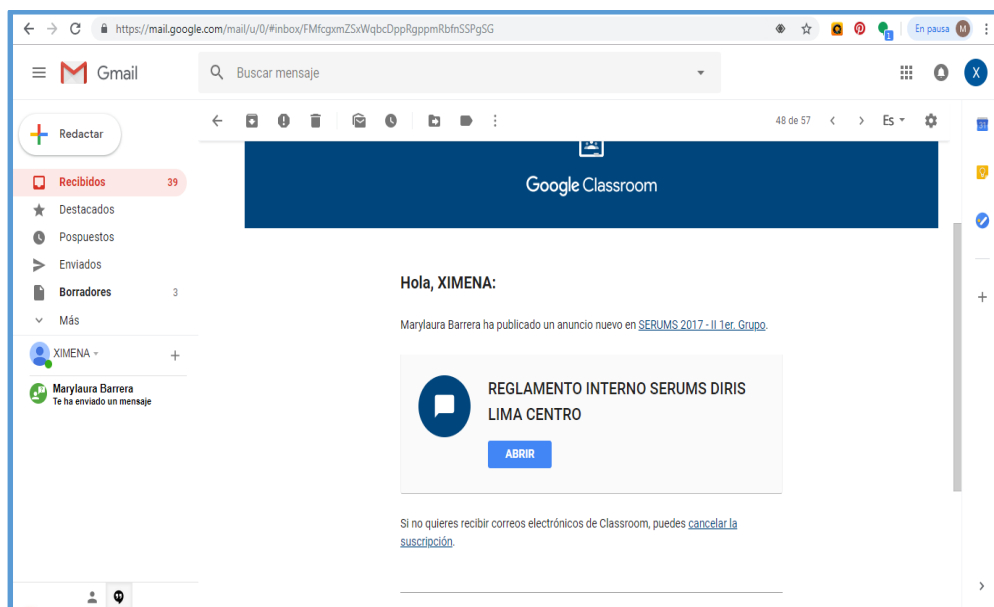 https://mail.google.com/mail/u/0/#inbox/FMfcgxmZSxWqbcDppRgppmRbfnSSPgSG
1
En pausa
M
Gmail
Buscar mensaje
X
Redactar
48 de 57
Es
31
Recibidos 39
Destacados
Pospuestos
Enviados
Borradores 3
Más
XIMENA
Marylaura Barrera
Te ha enviado un mensaje
Google Classroom
Hola, XIMENA:
Marylaura Barrera ha publicado un anuncio nuevo en SERUMS 2017 - II 1er. Grupo.
REGLAMENTO INTERNO SERUMS DIRIS
LIMA CENTRO
ABRIR
Si no quieres recibir correos electrónicos de Classroom, puedes cancelar la
suscripción.